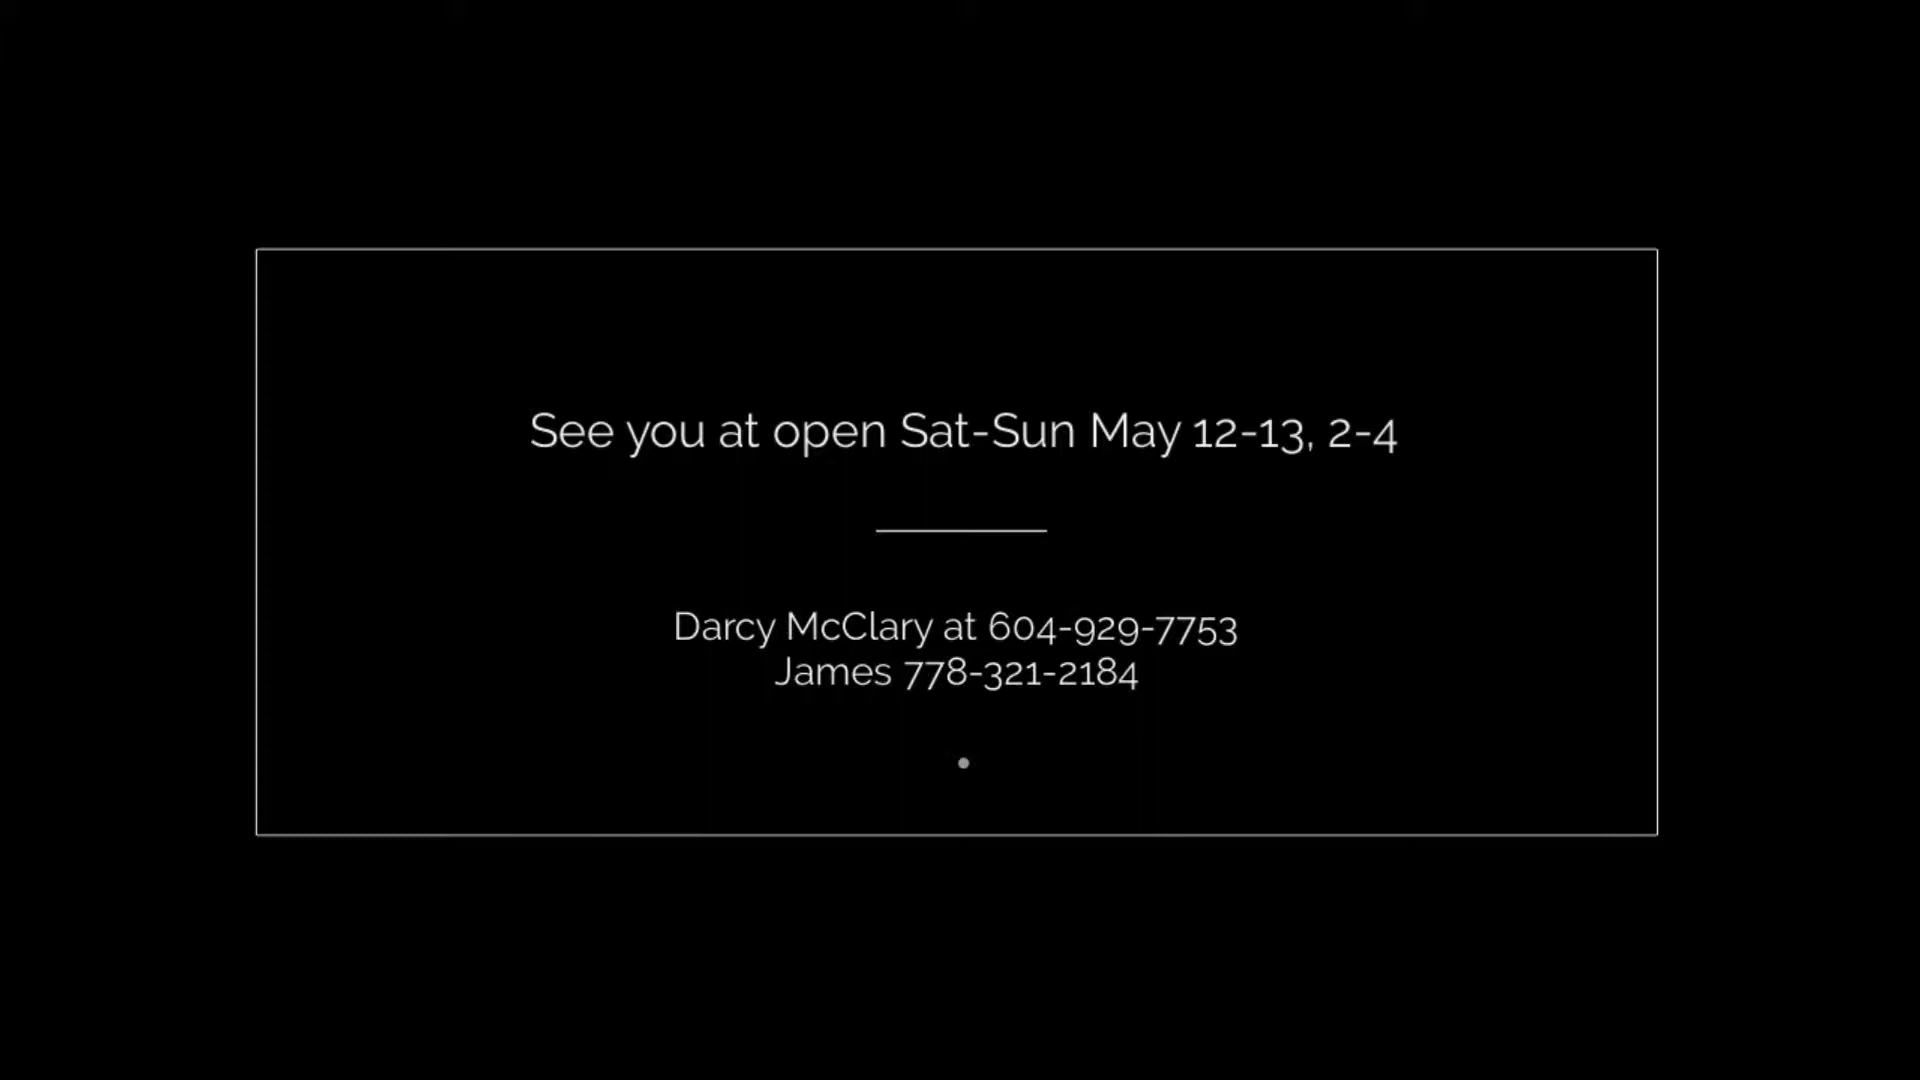 See you at open Sat-Sun May 12-13, 2-4
Darcy McClary at 604-929-7753
James 778-321-2184